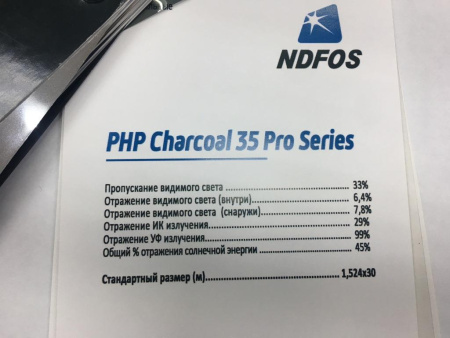 NDFOS
PHP Charcoal 35 Pro Series
Пропускание видимого света ........................................ 33%
Отражение видимого света (внутри)................................ 6,4%
Отражение видимого света (снаружи)............................. 7,8%
Отражение ИК излучения............................................. 29%
Отражение УФ излучения............................................. 99%
Общий % отражения солнечной энергии .......................... 45%
Стандартный размер (м)............................................. 1,524х30